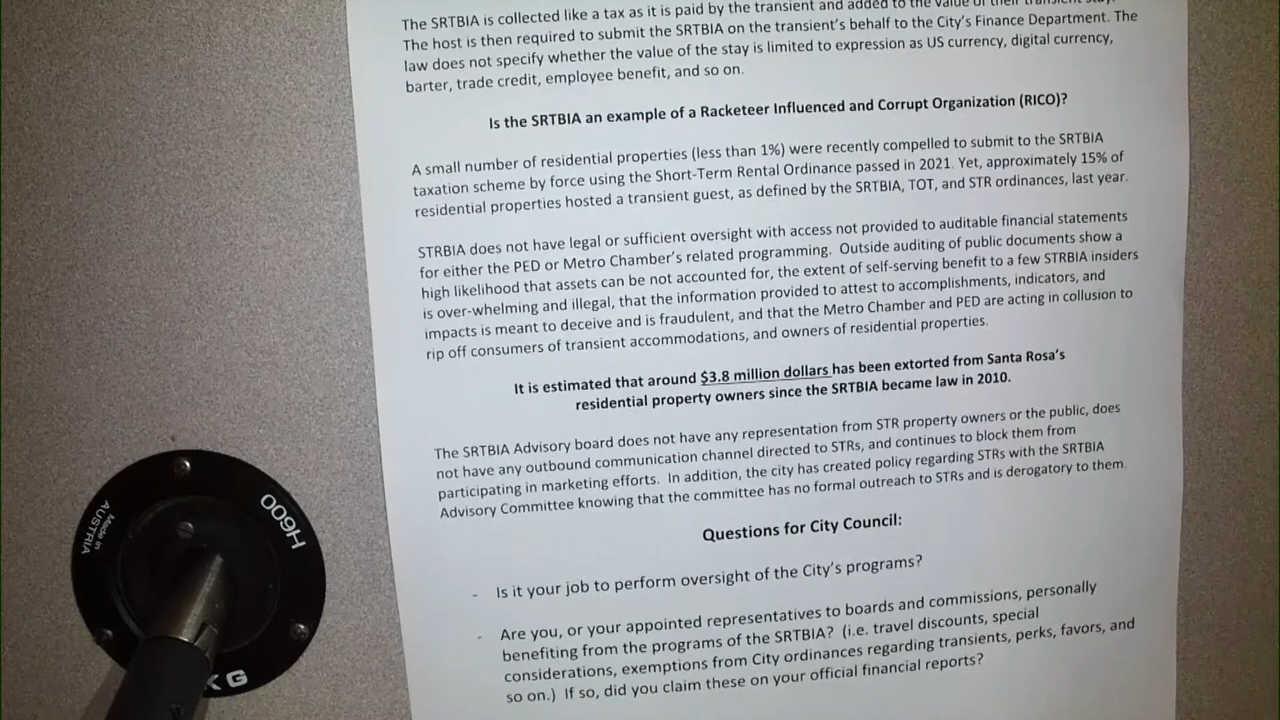 The SRTBIA is collected like a tax as it is paid by the transient and added to the value of their transient stay.
The host is then required to submit the SRTBIA on the transient's behalf to the City's Finance Department. The
law does not specify whether the value of the stay is limited to expression as US currency, digital currency,
barter, trade credit, employee benefit, and so on.
Is the SRTBIA an example of a Racketeer Influenced and Corrupt Organization (RICO)?
A small number of residential properties (less than 1%) were recently compelled to submit to the SRTBIA
taxation scheme by force using the Short-Term Rental Ordinance passed in 2021. Yet, approximately 15% of
residential properties hosted a transient guest, as defined by the SRTBIA, TOT, and STR ordinances, last year.
STRBIA does not have legal or sufficient oversight with access not provided to auditable financial statements
for either the PED or Metro Chamber's related programming. Outside auditing of public documents show a
high likelihood that assets can be not accounted for, the extent of self-serving benefit to a few STRBIA insiders
is over-whelming and illegal, that the information provided to attest to accomplishments, indicators, and
impacts is meant to deceive and is fraudulent, and that the Metro Chamber and PED are acting in collusion to
rip off consumers of transient accommodations, and owners of residential properties.
It is estimated that around $3.8 million dollars has been extorted from Santa Rosa's
residential property owners since the SRTBIA became law in 2010.
The SRTBIA Advisory board does not have any representation from STR property owners or the public, does
not have any outbound communication channel directed to STRs, and continues to block them from
participating in marketing efforts. In addition, the city has created policy regarding STRs with the SRTBIA
Advisory Committee knowing that the committee has no formal outreach to STRs and is derogatory to them.
Questions for City Council:
- Is it your job to perform oversight of the City's programs?
- Are you, or your appointed representatives to boards and commissions, personally
benefiting from the programs of the SRTBIA? (i.e. travel discounts, special
considerations, exemptions from City ordinances regarding transients, perks, favors, and
so on.) If so, did you claim these on your official financial reports?
H600
Made in
AUSTRIA
KG